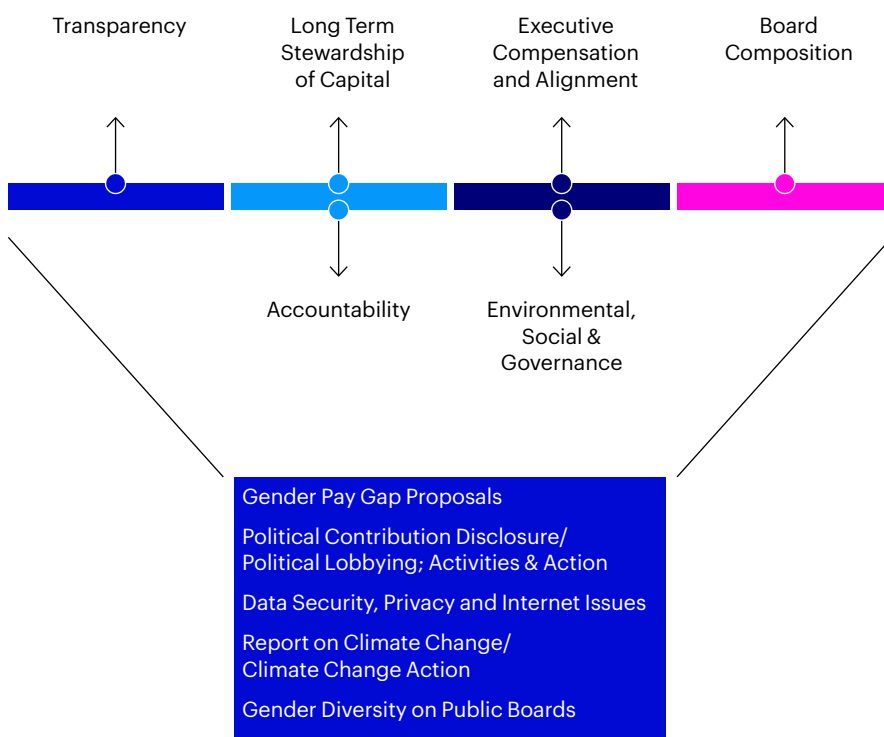 Transparency
Long Term
Stewardship
of Capital
Executive
Compensation
and Alignment
Board
Composition
Accountability
Environmental,
Social &
Governance
Gender Pay Gap Proposals
Political Contribution Disclosure/
Political Lobbying; Activities & Action
Data Security, Privacy and Internet Issues
Report on Climate Change/
Climate Change Action
Gender Diversity on Public Boards